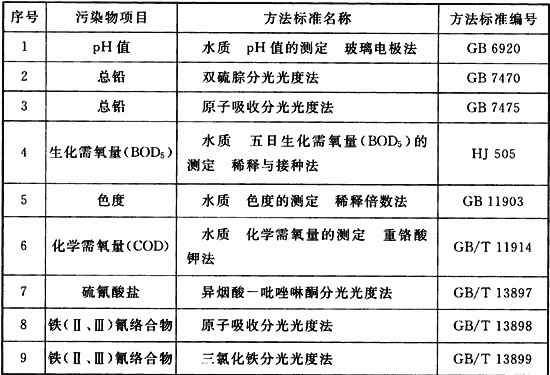 序号 污染物项目 方法标准名称 方法标准编号
1 pH值 水质 pH值的测定 玻璃电极法 GB 6920
2 总铅 双硫腙分光光度法 GB 7470
3 总铅 原子吸收分光光度法 GB 7475
4 生化需氧量(BOD₅) 水质 五日生化需氧量(BOD₅)的
测定 稀释与接种法 HJ 505
5 色度 水质 色度的测定 稀释倍数法 GB 11903
6 化学需氧量(COD) 水质 化学需氧量的测定 重铬酸
钾法 GB/T 11914
7 硫氰酸盐 异烟酸-吡唑啉酮分光光度法 GB/T 13897
8 铁(Ⅱ、Ⅲ)氰络合物 原子吸收分光光度法 GB/T 13898
9 铁(Ⅱ、Ⅲ)氰络合物 三氯化铁分光光度法 GB/T 13899